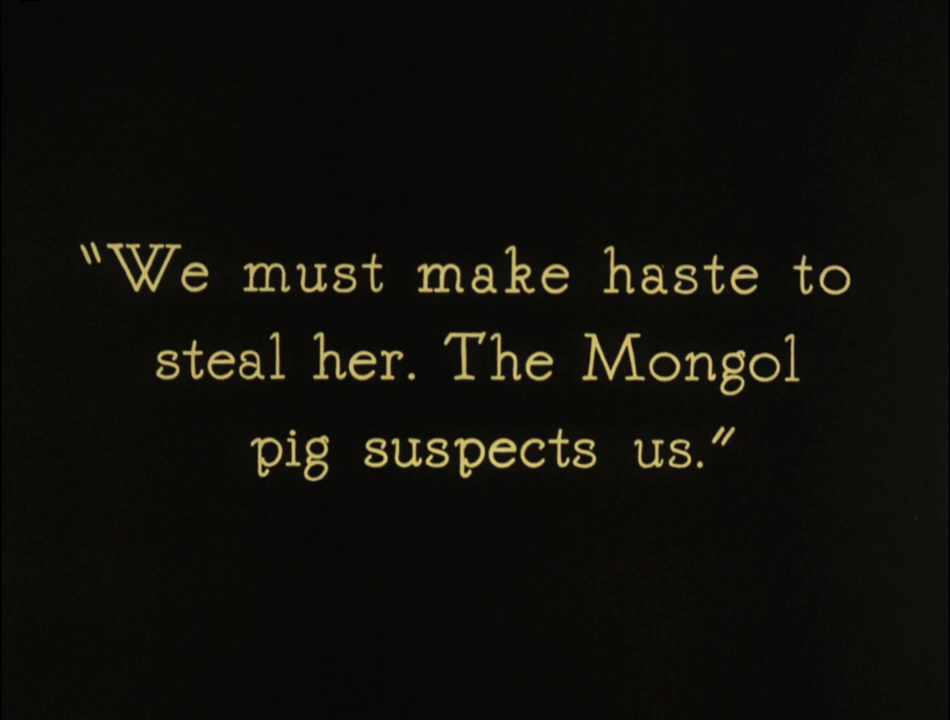 "We must make haste to
steal her. The Mongol
pig suspects us."